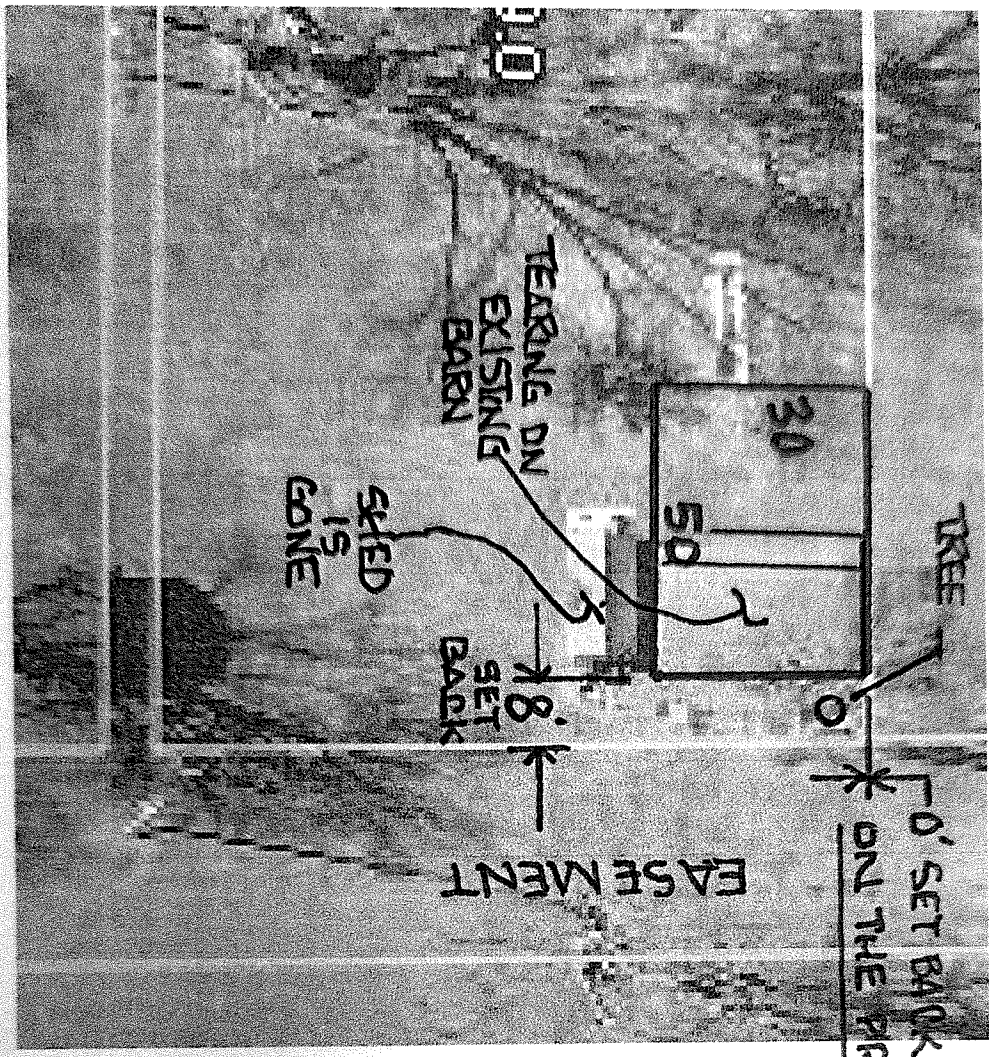 0' SET BACK
ON THE
TREE
30
50
TEARING DN
EXISTING
BARN
SHED
IS
GONE
8'
SET
BACK
EASEMENT